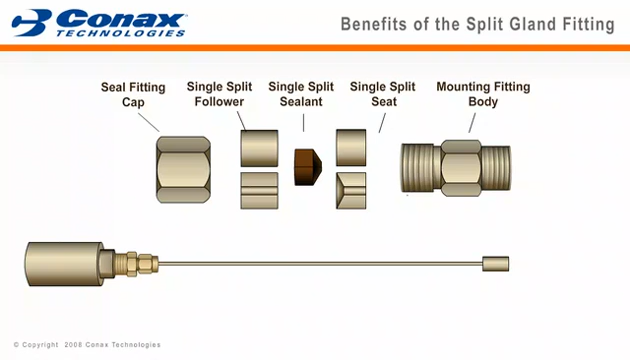 Conax
TECHNOLOGIES
Benefits of the Split Gland Fitting
Seal Fitting
Cap
Single Split
Follower
Single Split
Sealant
Single Split
Seat
Mounting Fitting
Body
© Copyright 2008 Conax Technologies